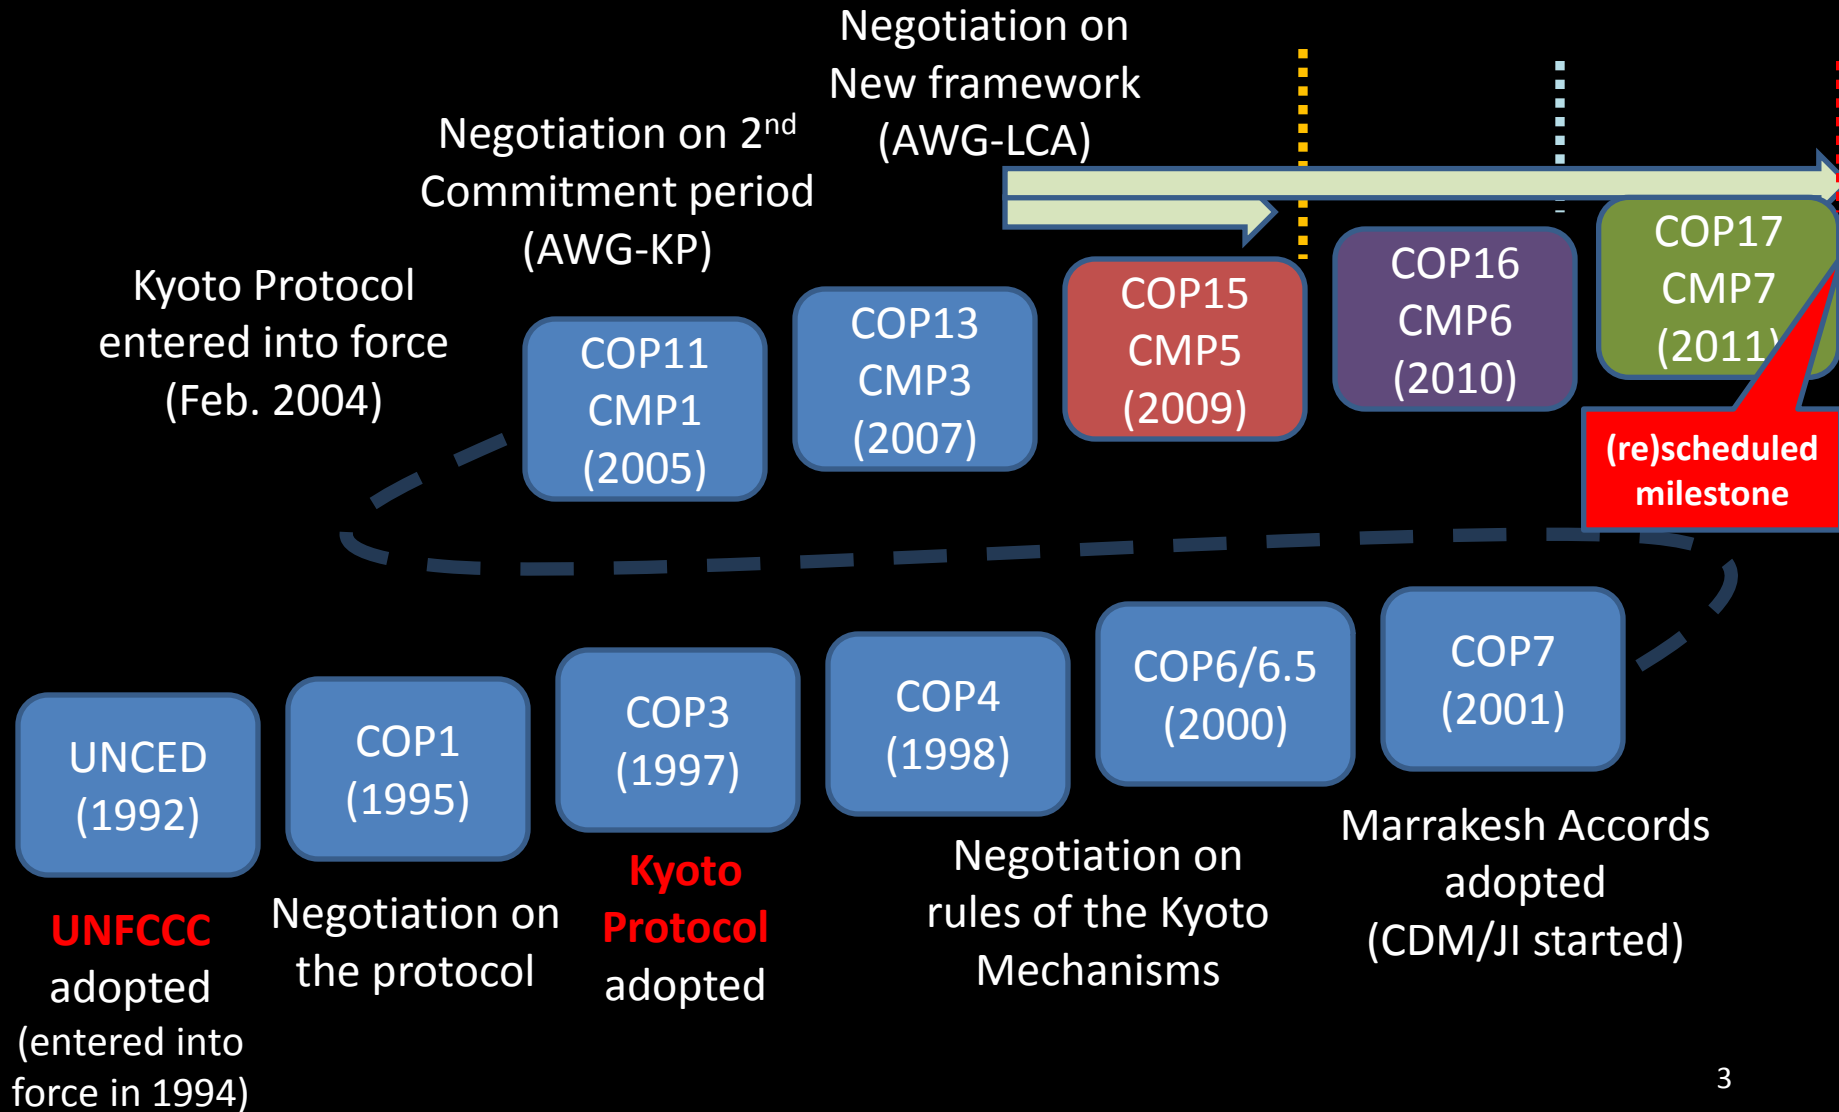 Negotiation on
New framework
(AWG-LCA)
Negotiation on 2nd
Commitment period
(AWG-KP)
Kyoto Protocol
entered into force
(Feb. 2004)
COP11
CMP1
(2005)
COP13
CMP3
(2007)
COP15
CMP5
(2009)
COP16
CMP6
(2010)
COP17
CMP7
(2011)
(re)scheduled
milestone
UNCED
(1992)
COP1
(1995)
COP3
(1997)
COP4
(1998)
COP6/6.5
(2000)
COP7
(2001)
UNFCCC
adopted
(entered into
force in 1994)
Negotiation on
the protocol
Kyoto
Protocol
adopted
Negotiation on
rules of the Kyoto
Mechanisms
Marrakesh Accords
adopted
(CDM/JI started)
3